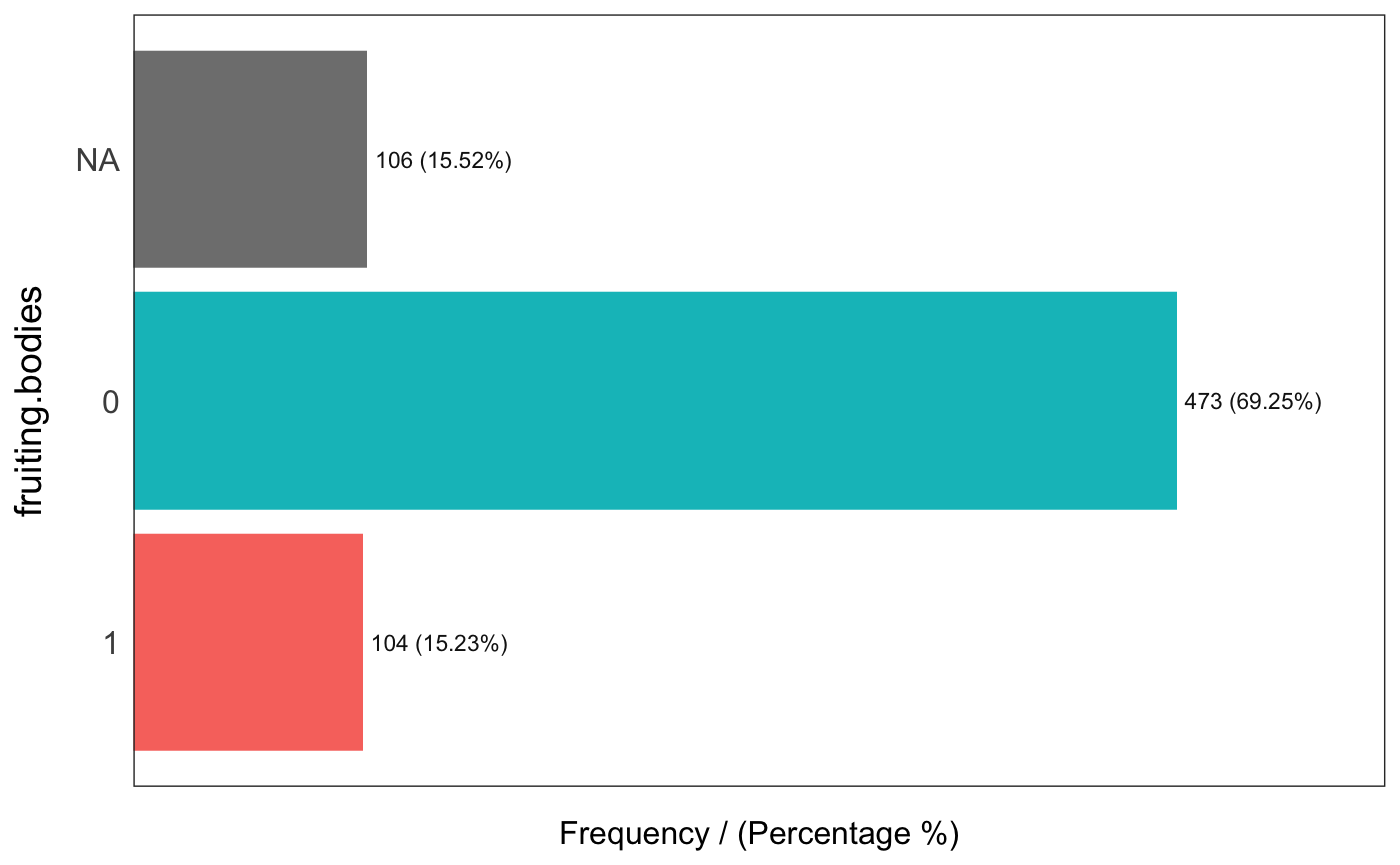 NA
106 (15.52%)
fruiting.bodies
0
473 (69.25%)
1
104 (15.23%)
Frequency / (Percentage %)